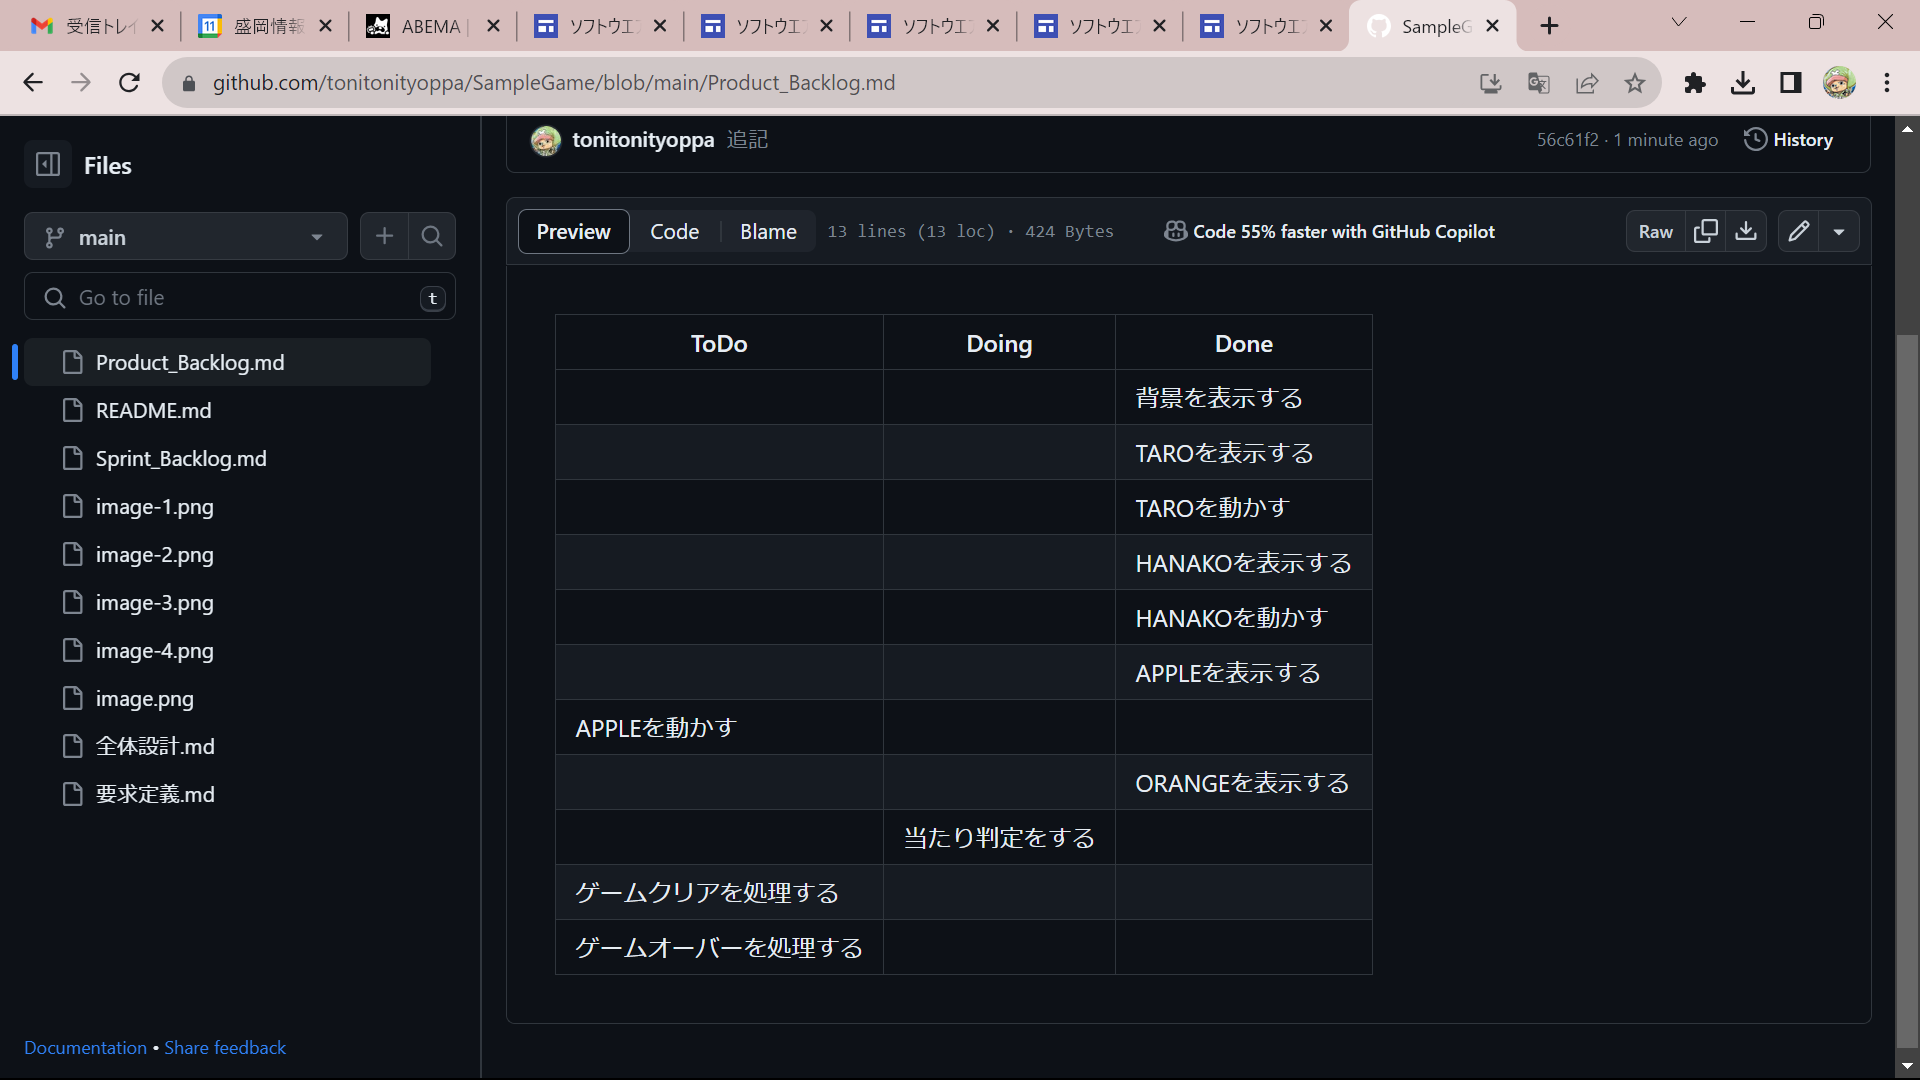 受信トレイ
盛岡情報
ABEMA
ソフトウエア
ソフトウエア
ソフトウエア
ソフトウエア
ソフトウエア
SampleG
github.com/tonitonityoppa/SampleGame/blob/main/Product_Backlog.md
Files
main
Go to file
t
Product_Backlog.md
README.md
Sprint_Backlog.md
image-1.png
image-2.png
image-3.png
image-4.png
image.png
全体設計.md
要求定義.md
Documentation • Share feedback
tonitonityoppa 追記
56c61f2 · 1 minute ago
History
Preview Code Blame
13 lines (13 loc) · 424 Bytes
Code 55% faster with GitHub Copilot
Raw
ToDo Doing Done
背景を表示する
TAROを表示する
TAROを動かす
HANAKOを表示する
HANAKOを動かす
APPLEを表示する
APPLEを動かす
ORANGEを表示する
当たり判定をする
ゲームクリアを処理する
ゲームオーバーを処理する